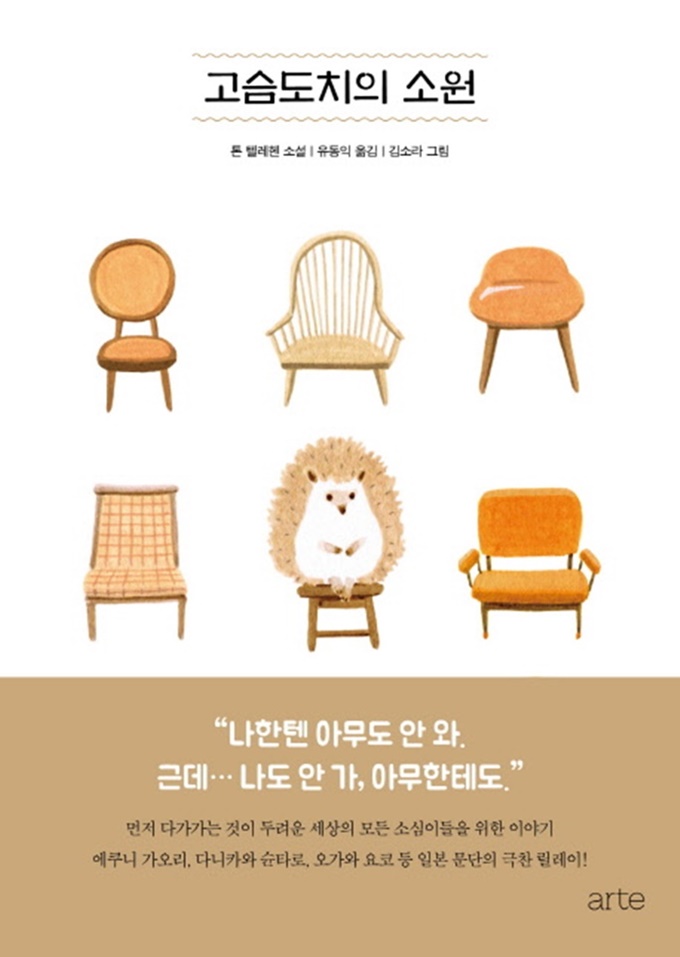 고슴도치의 소원
톤 텔레헨 소설 | 유동익 옮김 | 김소라 그림
“나한텐 아무도 안 와.
근데… 나도 안 가, 아무한테도.”
먼저 다가가는 것이 두려운 세상의 모든 소심이들을 위한 이야기
에쿠니 가오리, 다니카와 슌타로, 오가와 요코 등 일본 문단의 극찬 릴레이!
arte